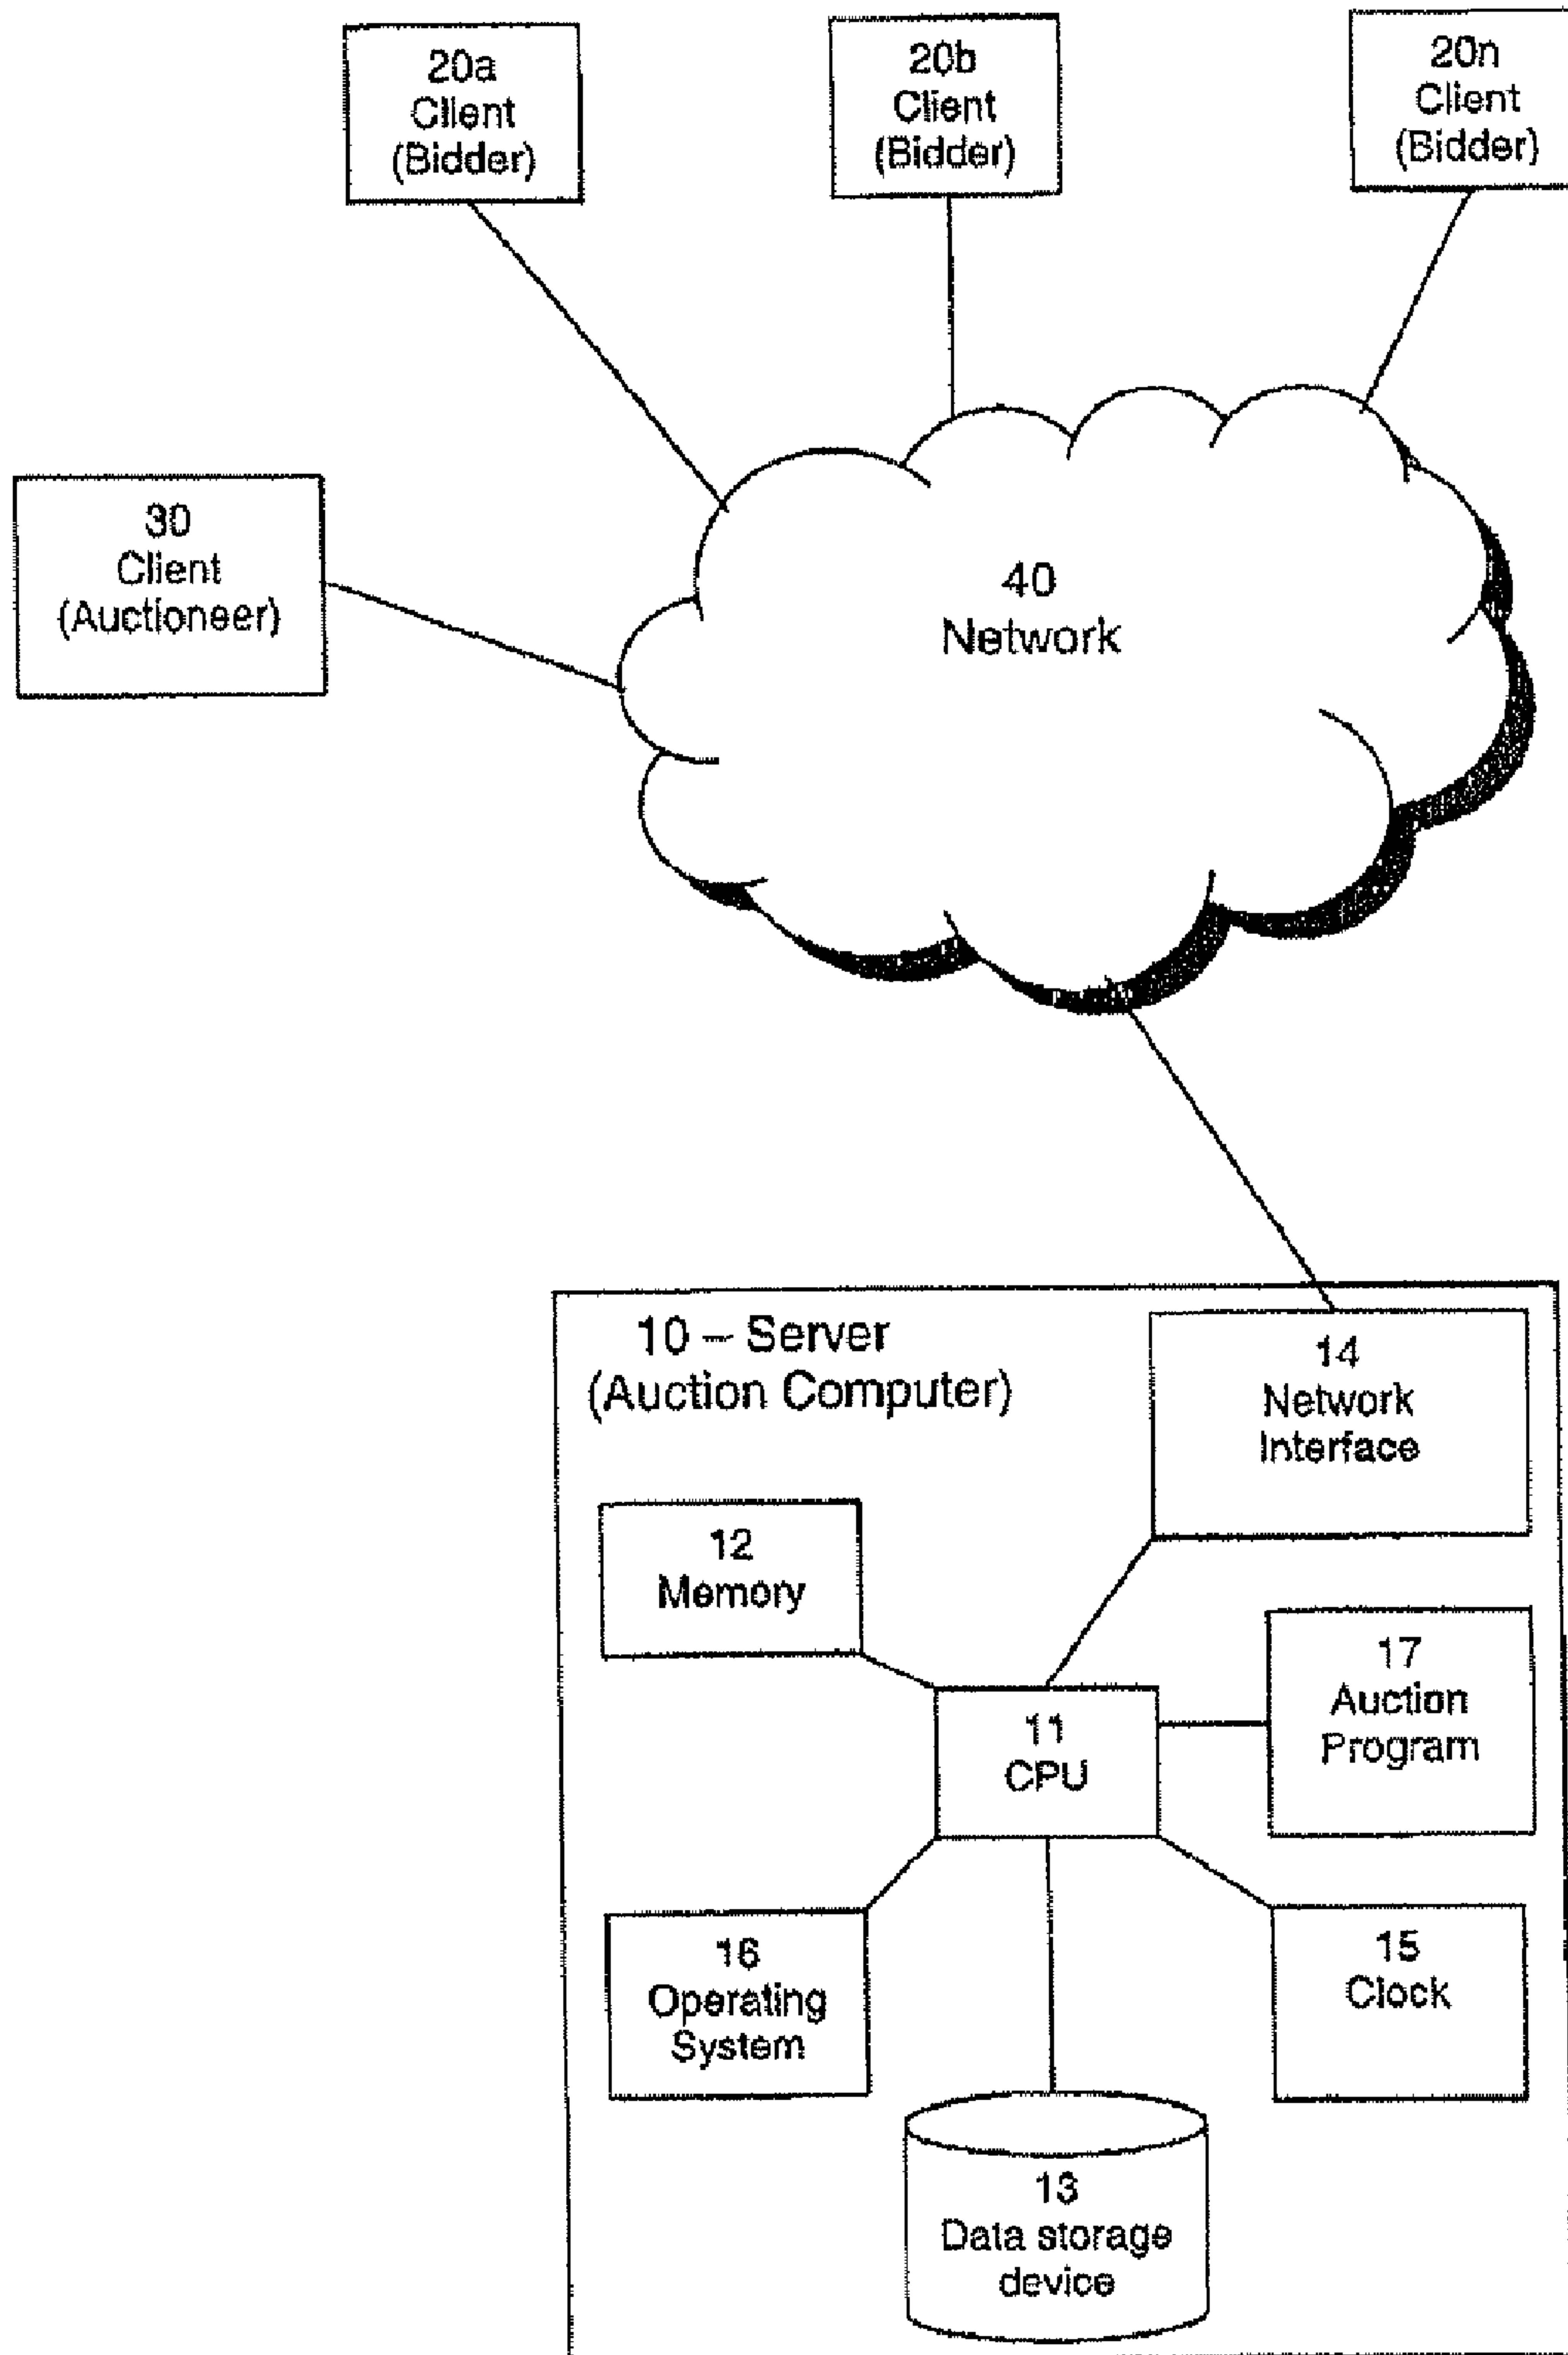 20a
Client
(Bidder)
20b
Client
(Bidder)
20n
Client
(Bidder)
30
Client
(Auctioneer)
40
Network
10 – Server
(Auction Computer)
14
Network
Interface
12
Memory
17
Auction
Program
11
CPU
16
Operating
System
15
Clock
13
Data storage
device